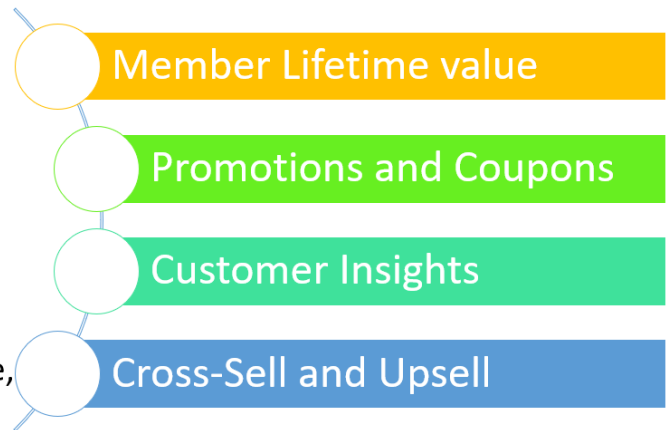 Member Lifetime value
Promotions and Coupons
Customer Insights
Cross-Sell and Upsell